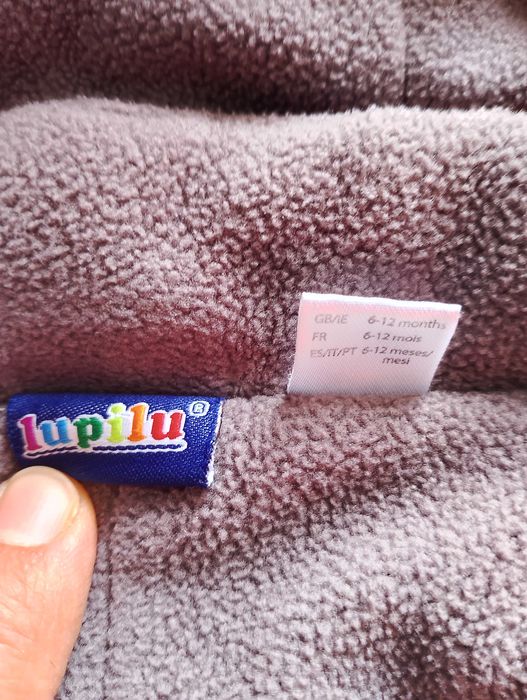 GB/IE 6-12 months
FR 6-12 mois
ES/IT/PT 6-12 meses/
mesi
lupilu®